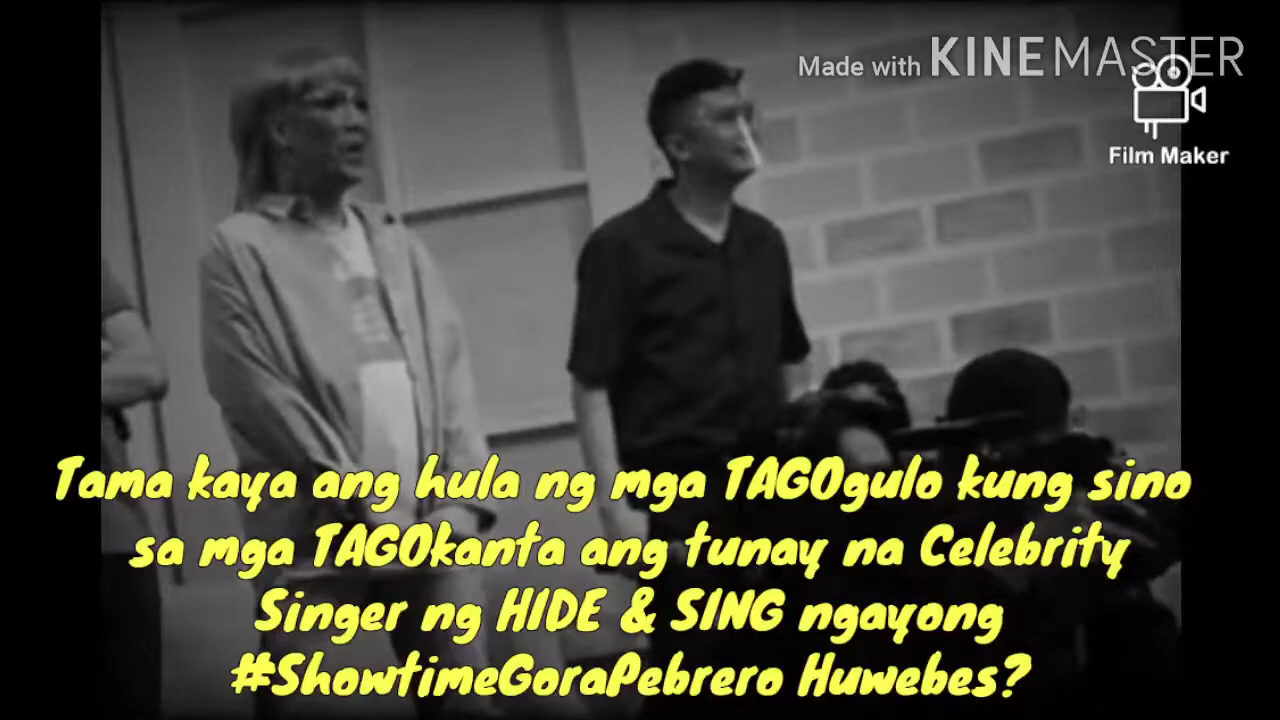 Made with KINEMASTER
Film Maker
Tama kaya ang hula ng mga TAGOgulo kung sino
sa mga TAGOkanta ang tunay na Celebrity
Singer ng HIDE & SING ngayong
#ShowtimeGoraPebrero Huwebes?